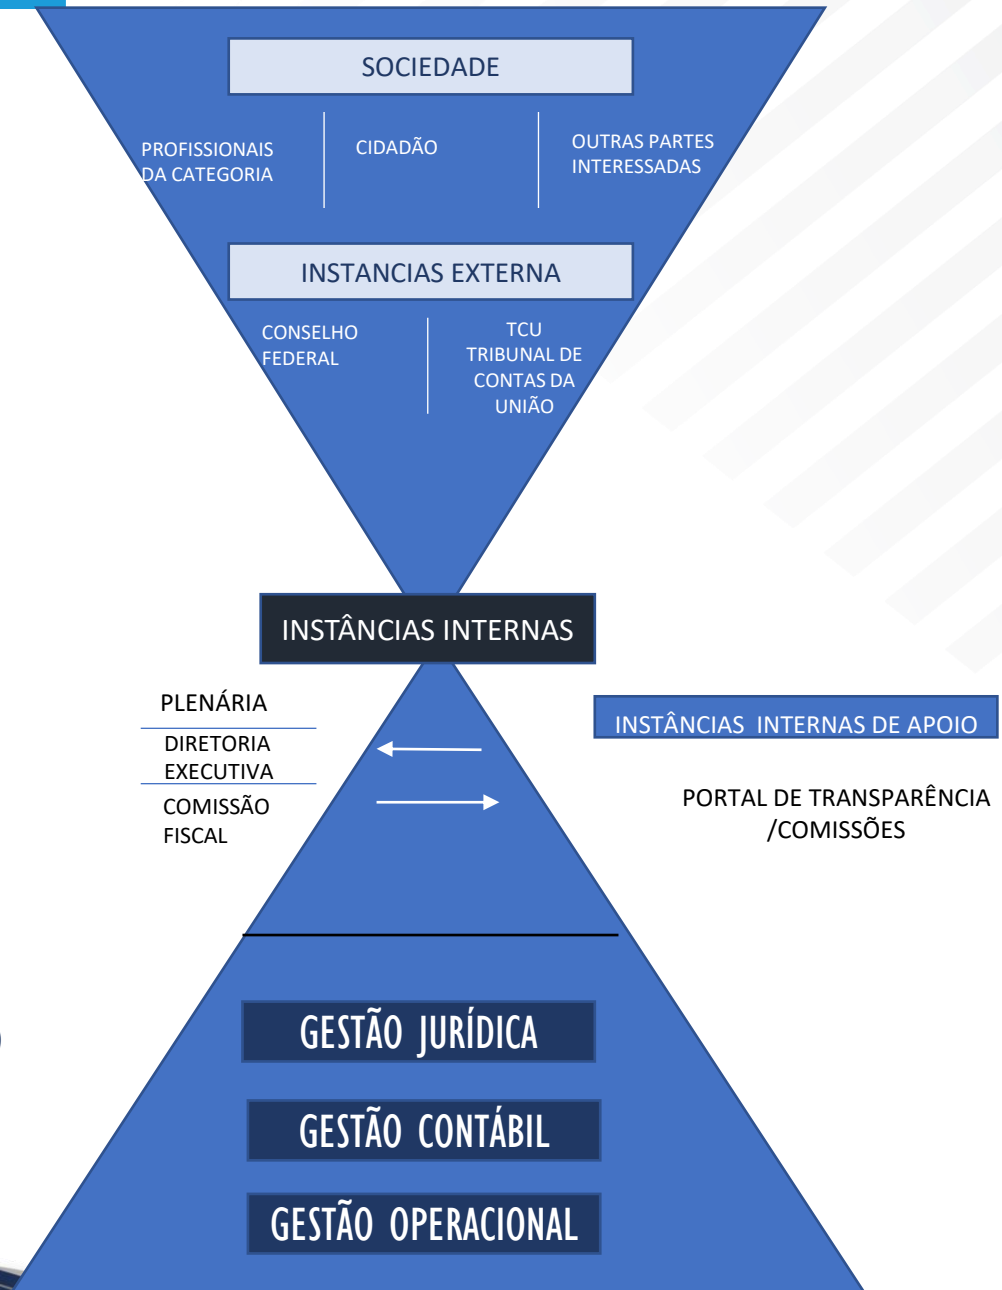 SOCIEDADE
PROFISSIONAIS
DA CATEGORIA
CIDADÃO
OUTRAS PARTES
INTERESSADAS
INSTANCIAS EXTERNA
CONSELHO
FEDERAL
TCU
TRIBUNAL DE
CONTAS DA
UNIÃO
INSTÂNCIAS INTERNAS
PLENÁRIA
DIRETORIA
EXECUTIVA
COMISSÃO
FISCAL
INSTÂNCIAS INTERNAS DE APOIO
PORTAL DE TRANSPARÊNCIA
/COMISSÕES
GESTÃO JURÍDICA
GESTÃO CONTÁBIL
GESTÃO OPERACIONAL